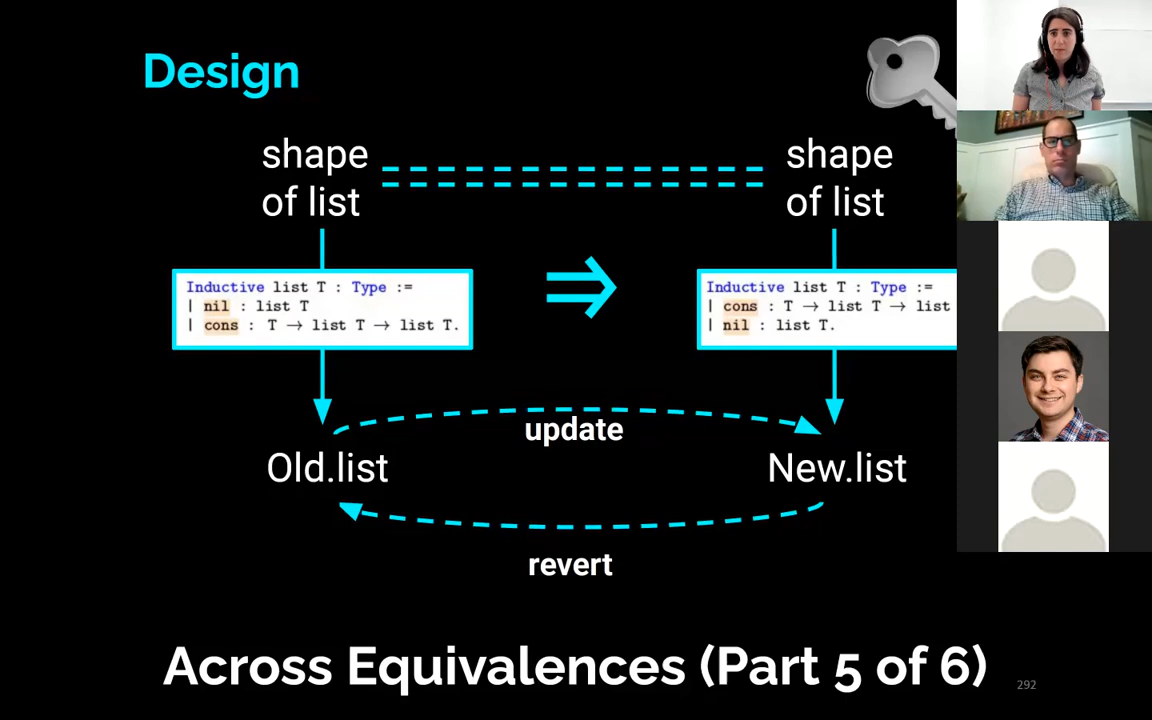 Design
shape
of list
shape
of list
Inductive list T : Type :=
| nil : list T
| cons : T → list T → list T.
⇒
Inductive list T : Type :=
| cons : T → list T → list
| nil : list T.
update
Old.list
New.list
revert
Across Equivalences (Part 5 of 6)
292